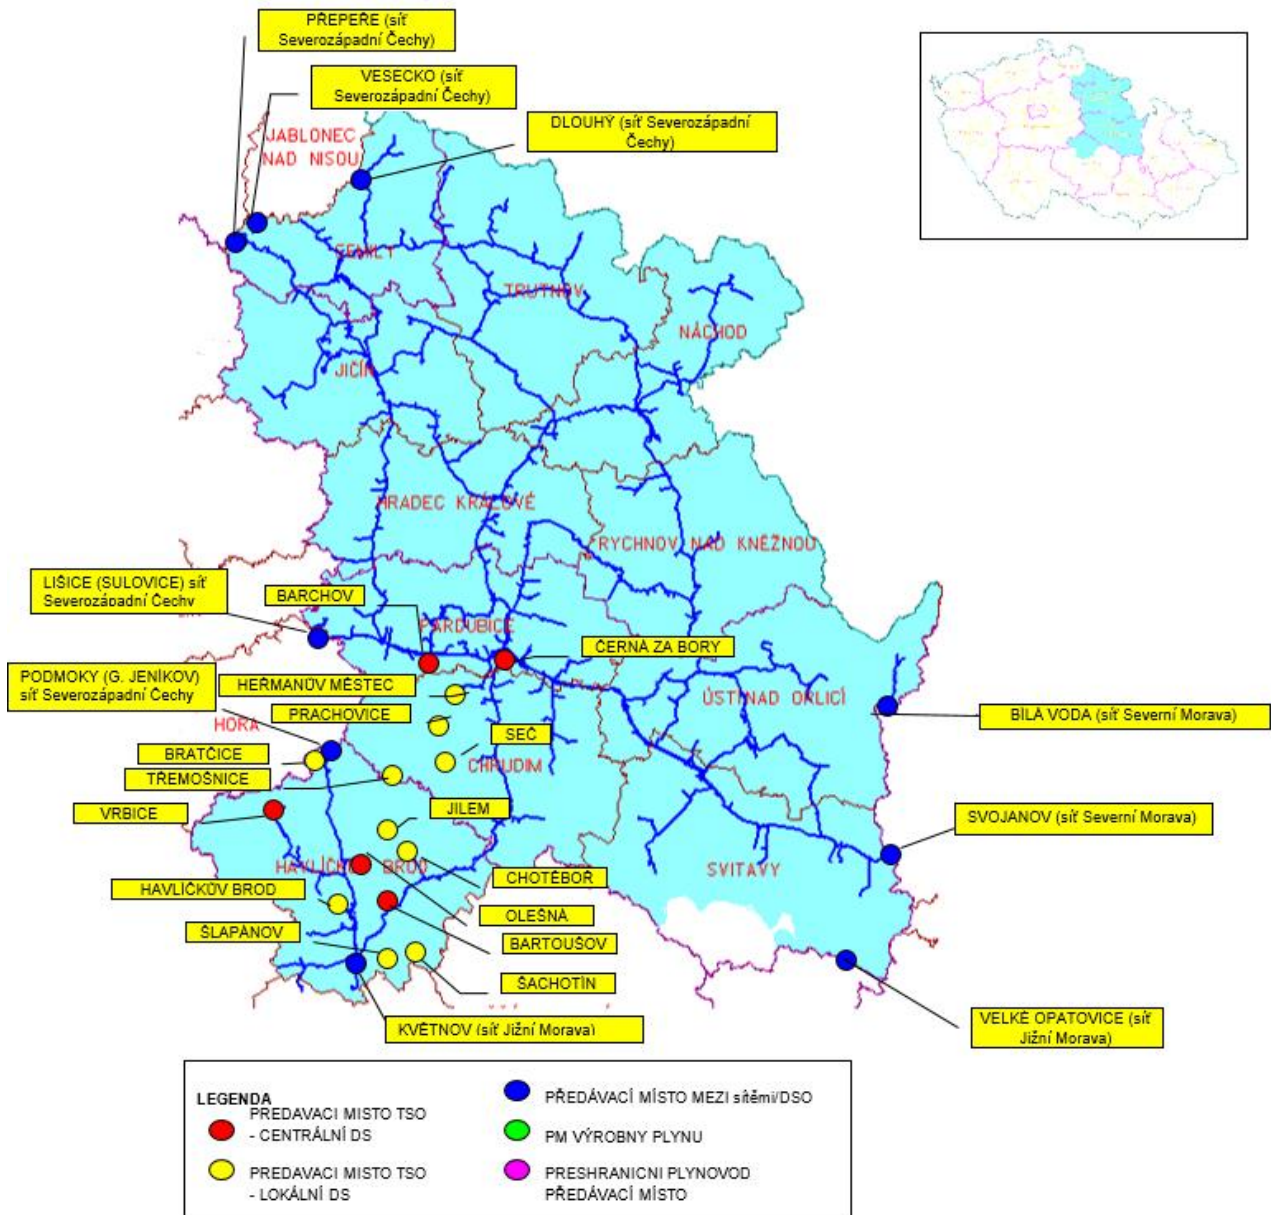 PŘEPEŘE (síť
Severozápadní Čechy)
VESECKO (síť
Severozápadní Čechy)
DLOUHÝ (síť Severozápadní
Čechy)
JABLONEC
NAD NISOU
SEMILY
TRUTNOV
NÁCHOD
JIČÍN
HRADEC KRÁLOVÉ
RYCHNOV NAD KNĚŽNOU
LIŠICE (SULOVICE) síť
Severozápadní Čechy
BARCHOV
PARDUBICE
ČERNÁ ZA BORY
PODMOKY (G. JENÍKOV)
síť Severozápadní Čechy
HEŘMANŮV MĚSTEC
ÚSTÍ NAD ORLICÍ
HORA
PRACHOVICE
BÍLÁ VODA (síť Severní Morava)
SEČ
BRATČICE
CHRUDIM
TŘEMOŠNICE
VRBICE
JILEM
SVOJANOV (síť Severní Morava)
HAVLÍČKŮV BROD
SVITAVY
CHOTĚBOŘ
HAVLÍČKŮV BROD
OLEŠNÁ
ŠLAPÁNOV
BARTOUŠOV
ŠACHOTÍN
KVĚTNOV (síť Jižní Morava)
VELKÉ OPATOVICE (síť
Jižní Morava)
LEGENDA
PREDAVACI MISTO TSO
- CENTRÁLNÍ DS
PREDAVACI MISTO TSO
- LOKÁLNÍ DS
PŘEDÁVACÍ MÍSTO MEZI sítěmi/DSO
PM VÝROBNY PLYNU
PRESHRANICNI PLYNOVOD
PŘEDÁVACÍ MÍSTO